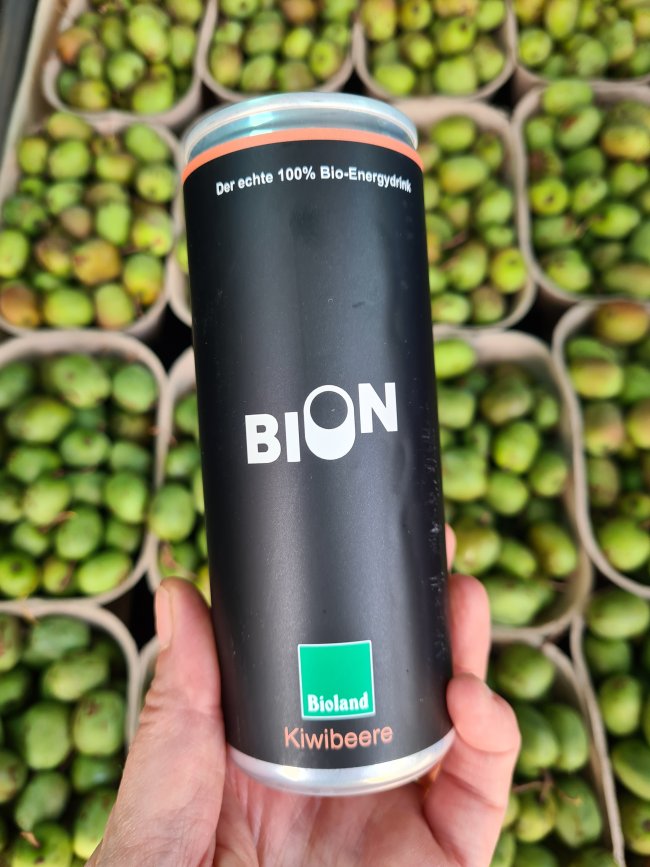 Der echte 100% Bio-Energydrink
BION
Bioland
Kiwibeere